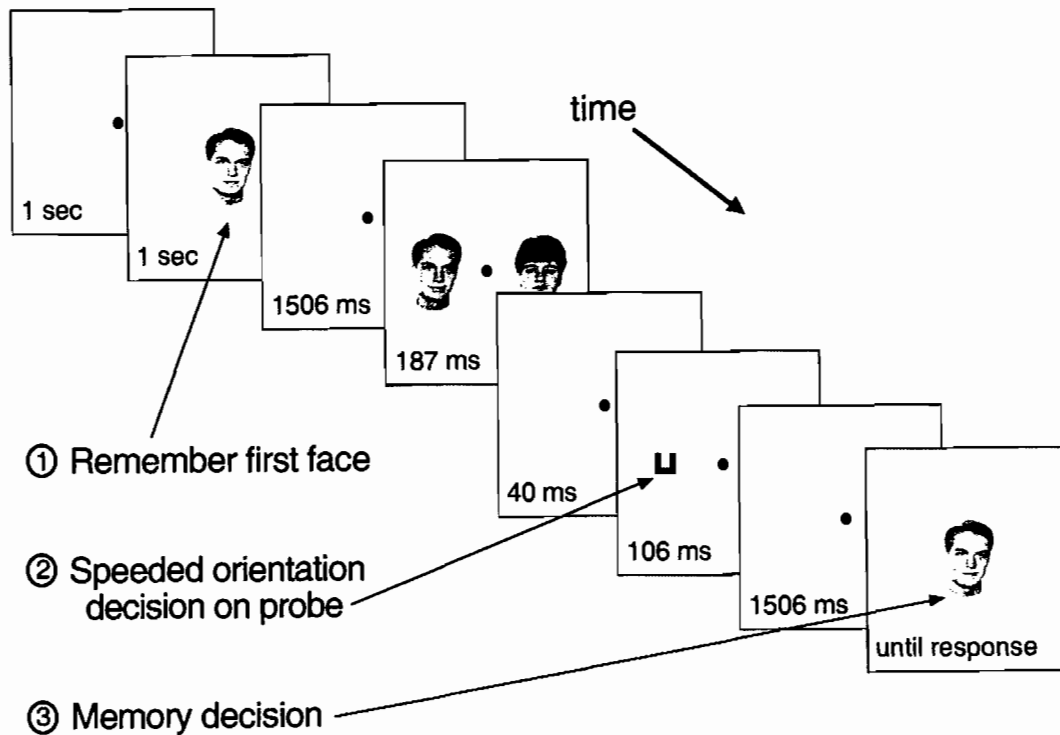 time
1 sec
1 sec
1506 ms
187 ms
40 ms
106 ms
1506 ms
until response
① Remember first face
② Speeded orientation
decision on probe
③ Memory decision